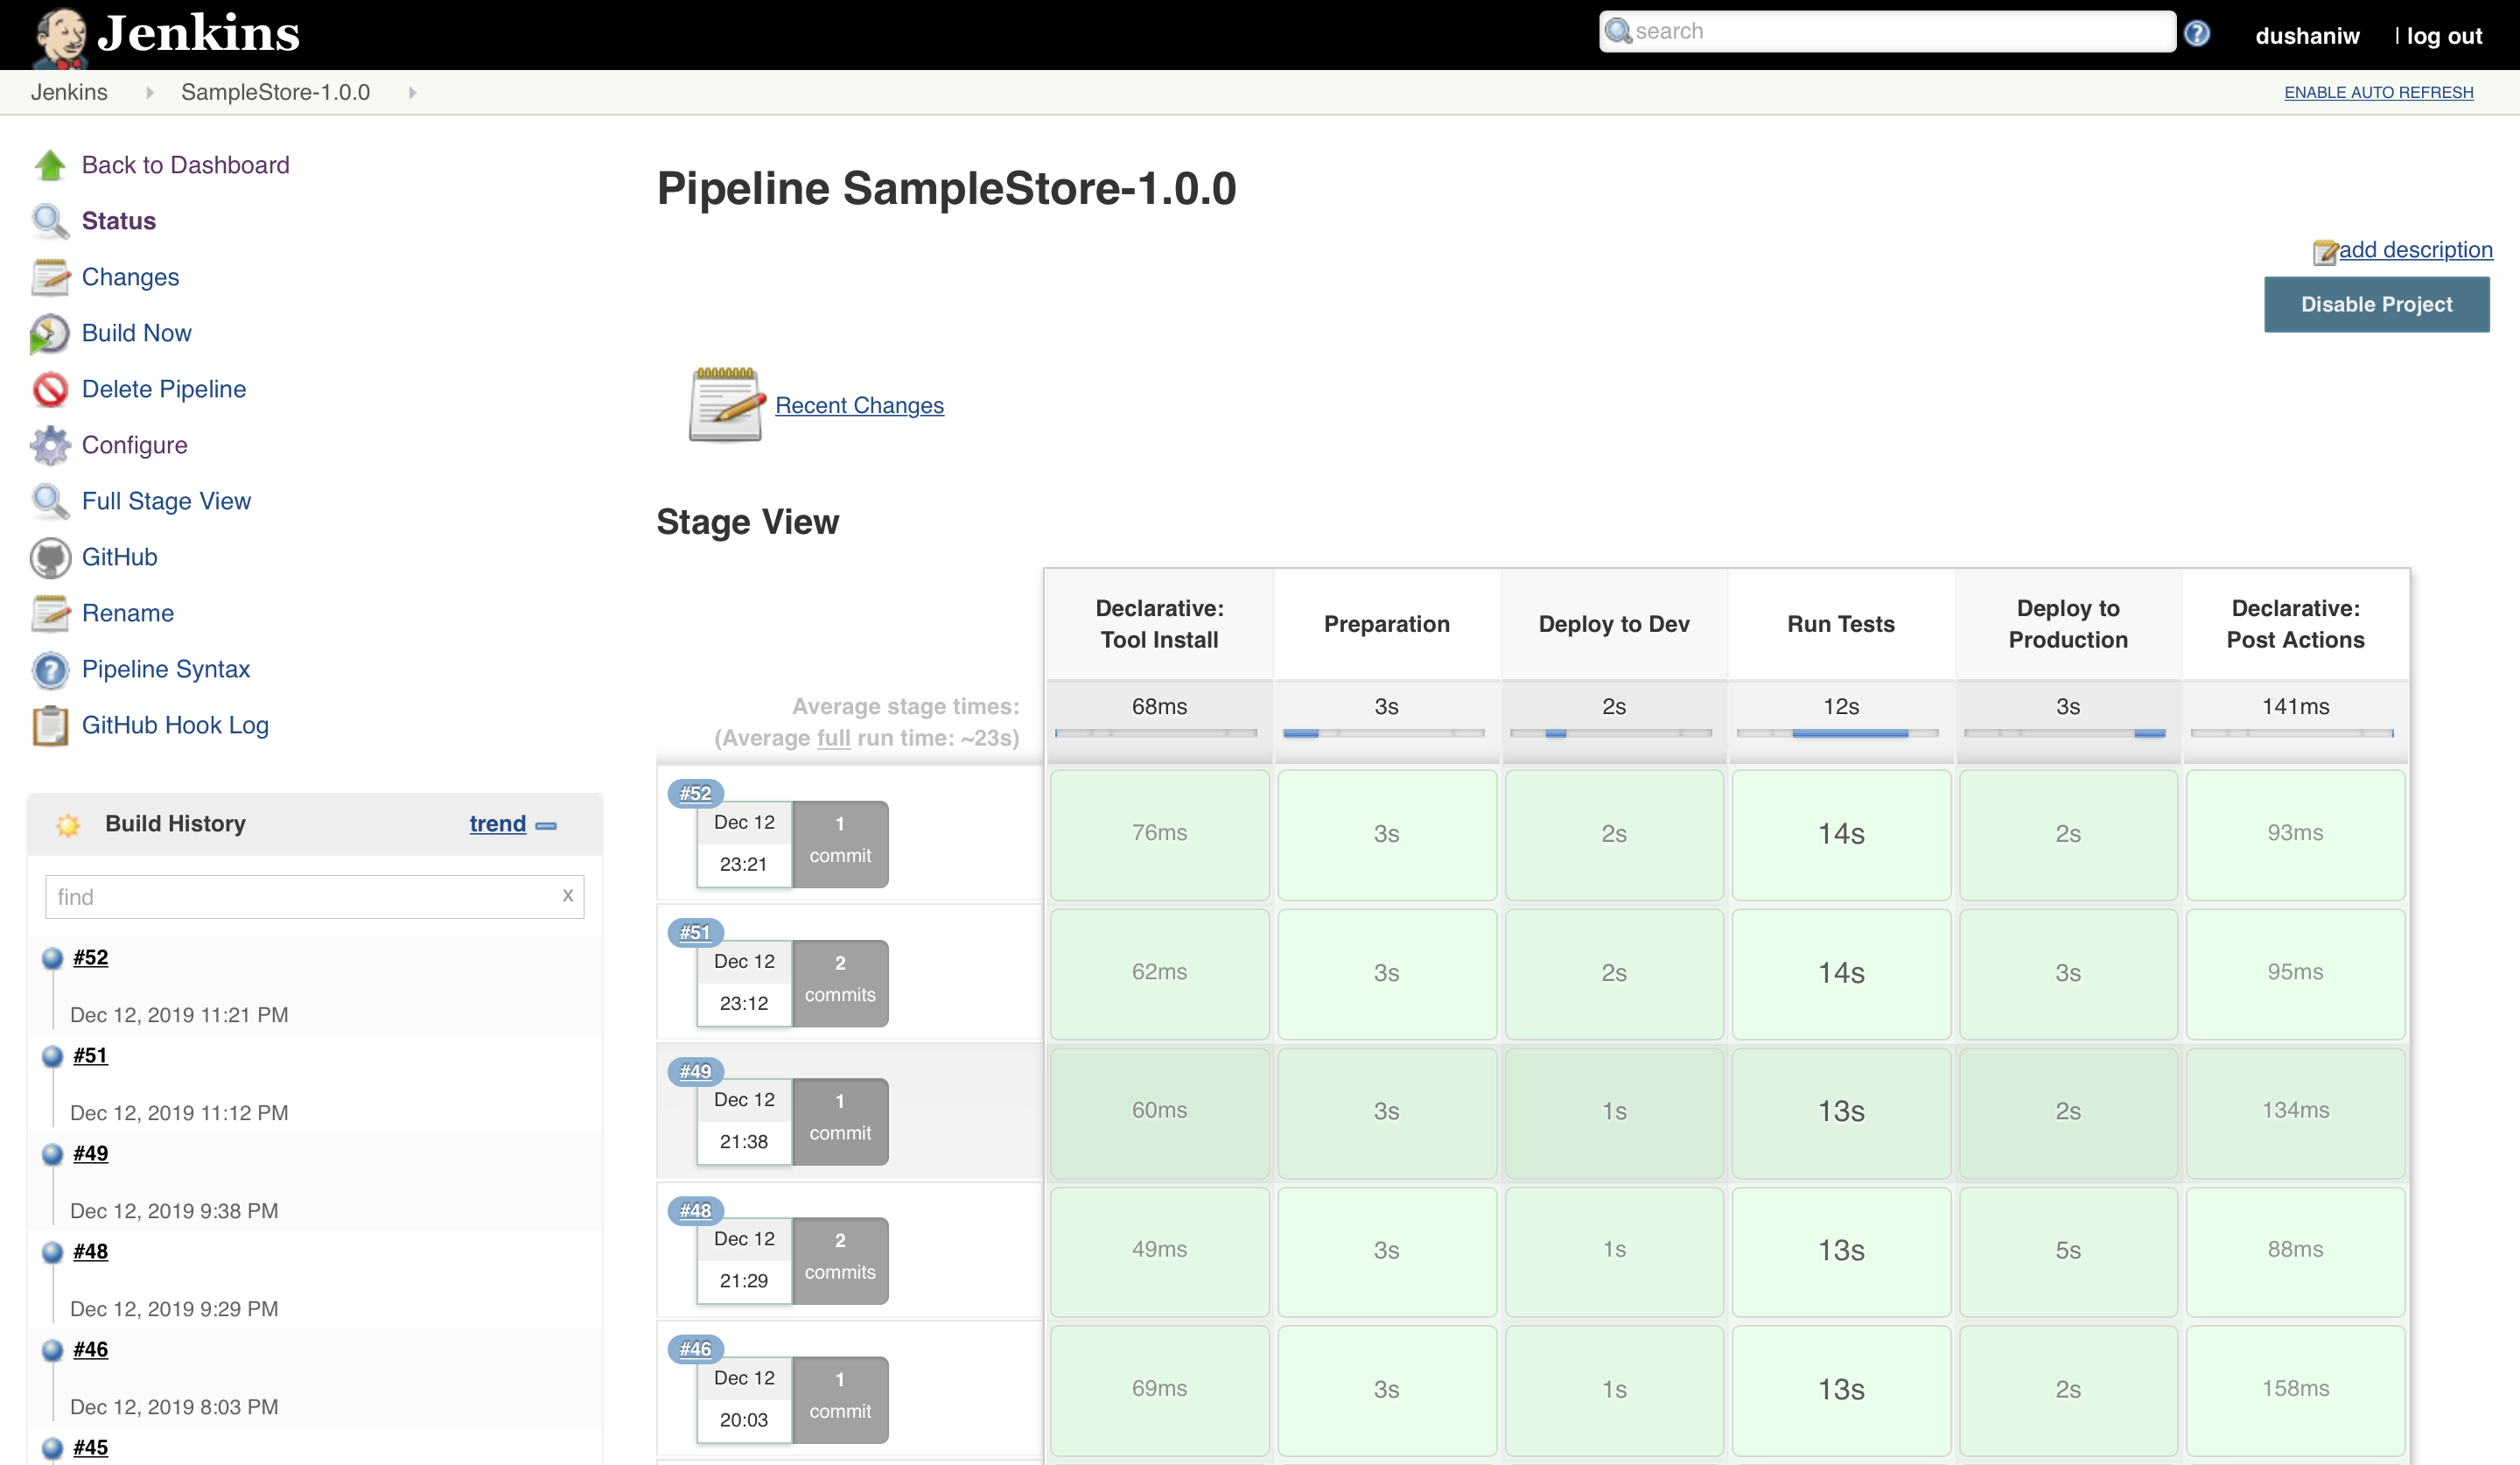 Jenkins
search
dushaniw
| log out
Jenkins
SampleStore-1.0.0
ENABLE AUTO REFRESH
Back to Dashboard
Status
Changes
Build Now
Delete Pipeline
Configure
Full Stage View
GitHub
Rename
Pipeline Syntax
GitHub Hook Log
Build History
trend
find
x
#52
Dec 12, 2019 11:21 PM
#51
Dec 12, 2019 11:12 PM
#49
Dec 12, 2019 9:38 PM
#48
Dec 12, 2019 9:29 PM
#46
Dec 12, 2019 8:03 PM
#45
Pipeline SampleStore-1.0.0
add description
Disable Project
Recent Changes
Stage View
Declarative:
Tool Install
Preparation
Deploy to Dev
Run Tests
Deploy to
Production
Declarative:
Post Actions
Average stage times:
(Average full run time: ~23s)
68ms
3s
2s
12s
3s
141ms
#52
Dec 12
23:21
1
commit
76ms
3s
2s
14s
2s
93ms
#51
Dec 12
23:12
2
commits
62ms
3s
2s
14s
3s
95ms
#49
Dec 12
21:38
1
commit
60ms
3s
1s
13s
2s
134ms
#48
Dec 12
21:29
2
commits
49ms
3s
1s
13s
5s
88ms
#46
Dec 12
20:03
1
commit
69ms
3s
1s
13s
2s
158ms